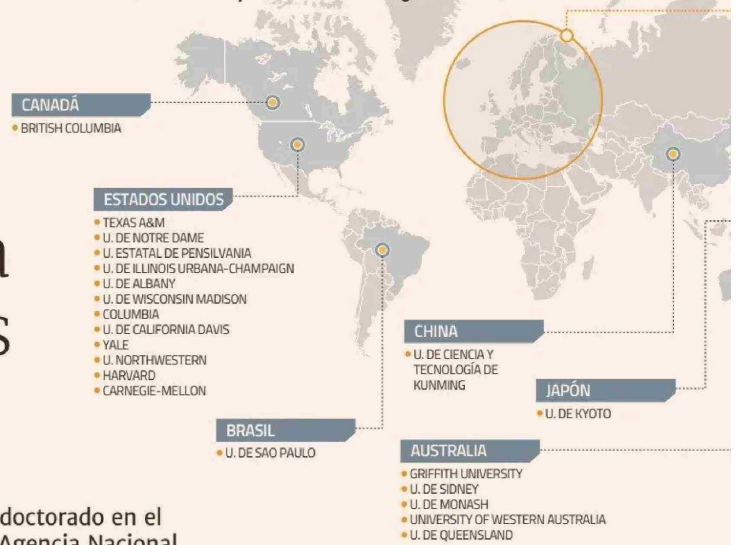 CANADÁ
BRITISH COLUMBIA
ESTADOS UNIDOS
TEXAS A&M
U. DE NOTRE DAME
U. ESTATAL DE PENSILVANIA
U. DE ILLINOIS URBANA-CHAMPAIGN
U. DE ALBANY
U. DE WISCONSIN MADISON
COLUMBIA
U. DE CALIFORNIA DAVIS
YALE
U. NORTHWESTERN
HARVARD
CARNEGIE-MELLON
BRASIL
U. DE SAO PAULO
CHINA
U. DE CIENCIA Y
TECNOLOGÍA DE
KUNMING
JAPÓN
U. DE KYOTO
AUSTRALIA
GRIFFITH UNIVERSITY
U. DE SIDNEY
U. DE MONASH
UNIVERSITY OF WESTERN AUSTRALIA
U. DE QUEENSLAND
doctorado en el
Agencia Nacional